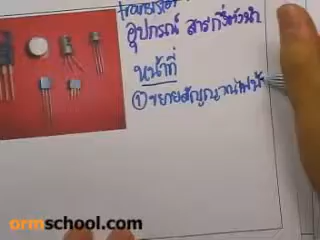 transistor
อุปกรณ์ สารกึ่งตัวนำ
หน้าที่
① ขยายสัญญาณไฟฟ้
ormschool.com